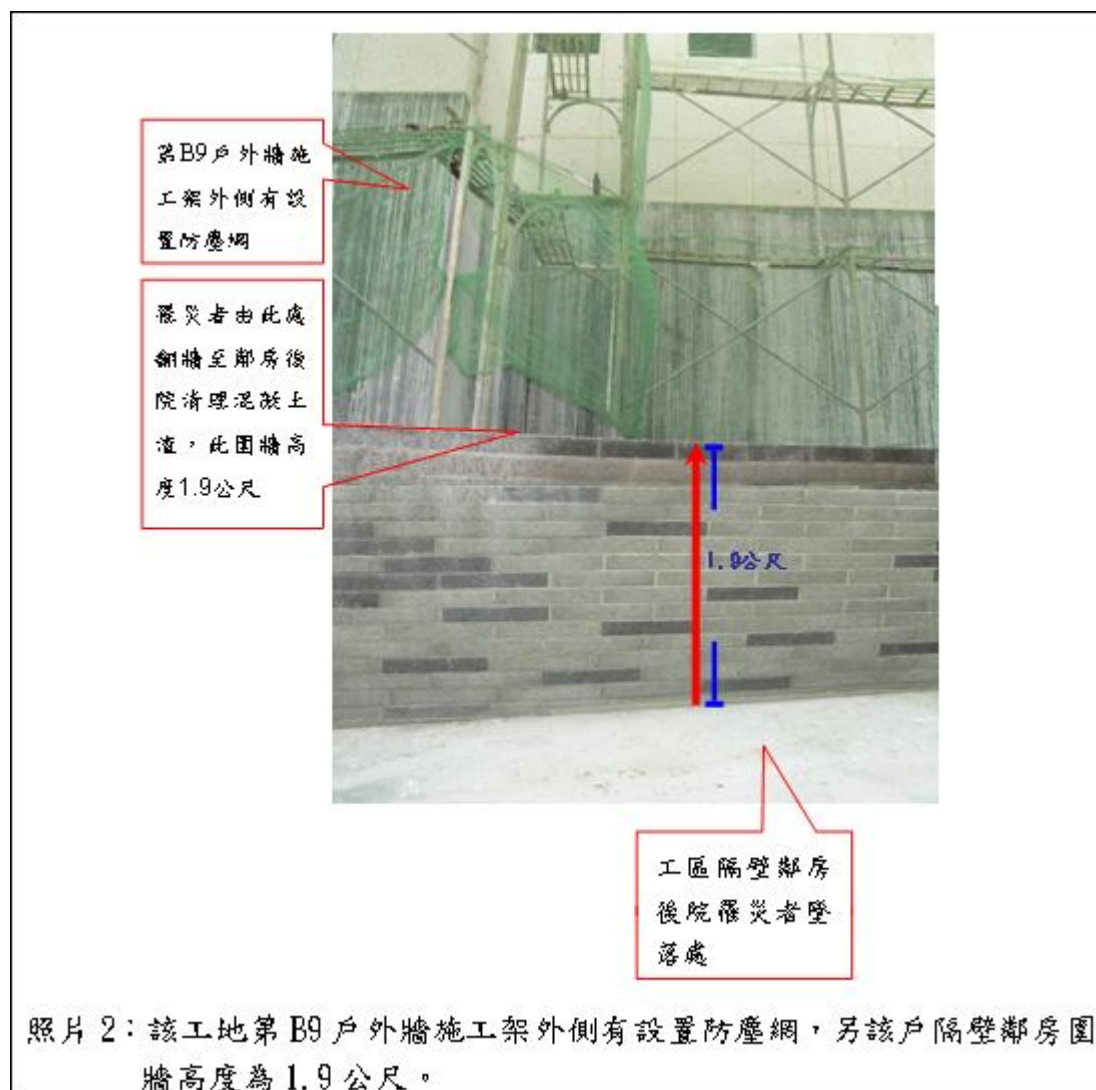 第B9戶外牆施
工架外側有設
置防塵網
罹災者由此處
翻牆至鄰房後
院清理混凝土
渣，此圍牆高
度1.9公尺
1.9公尺
工區隔壁鄰房
後院罹災者墜
落處
照片 2：該工地第 B9 戶外牆施工架外側有設置防塵網，另該戶隔壁鄰房圍
牆高度為 1.9 公尺。